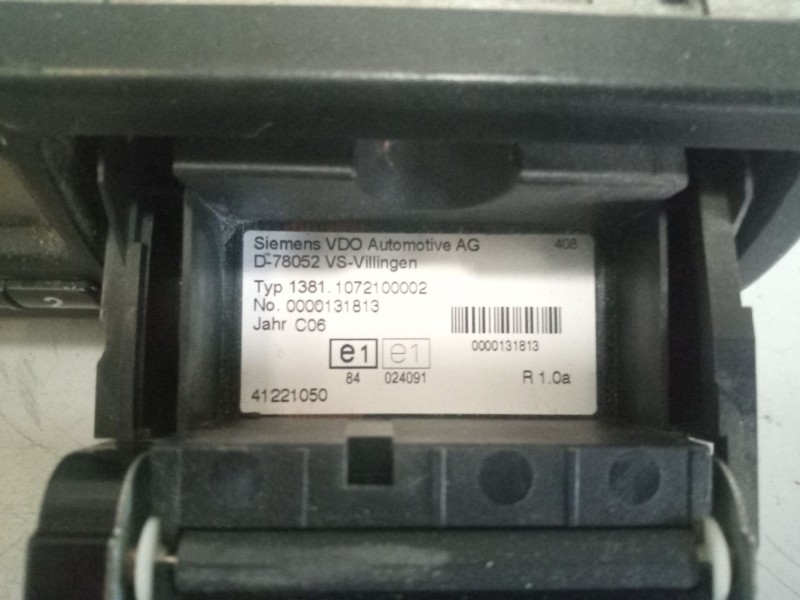 Siemens VDO Automotive AG 408
D-78052 VS-Villingen
Typ 1381.1072100002
No. 0000131813
Jahr C06
0000131813
e1 e1
84 024091
R 1.0a
41221050
2